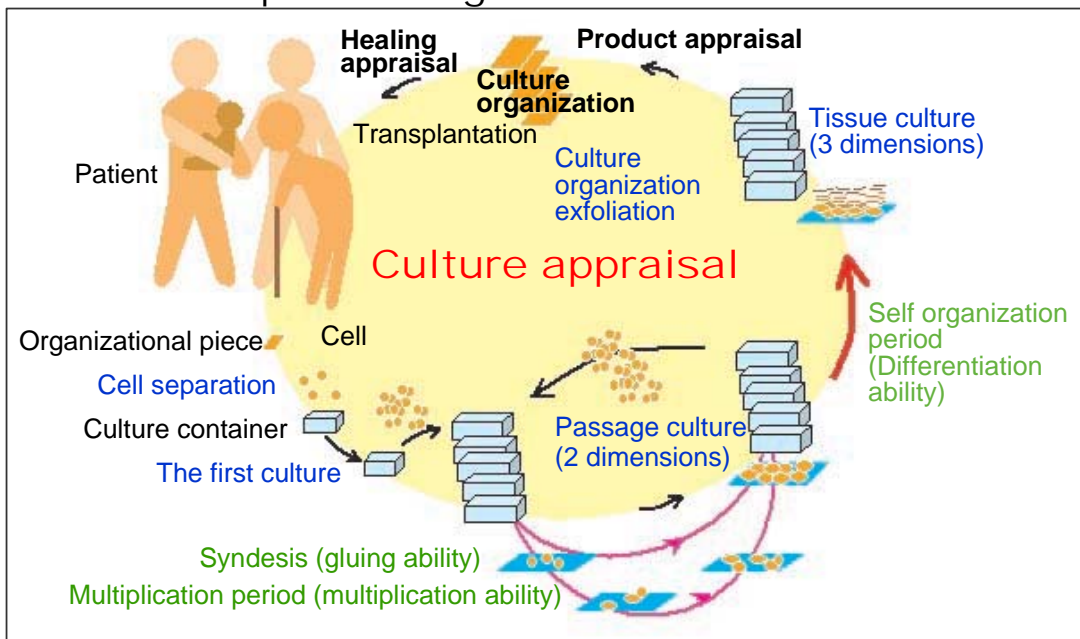 Healing
appraisal
Product appraisal
Culture
organization
Transplantation
Tissue culture
(3 dimensions)
Patient
Culture
organization
exfoliation
Culture appraisal
Self organization
period
(Differentiation
ability)
Organizational piece
Cell
Cell separation
Culture container
The first culture
Passage culture
(2 dimensions)
Syndesis (gluing ability)
Multiplication period (multiplication ability)